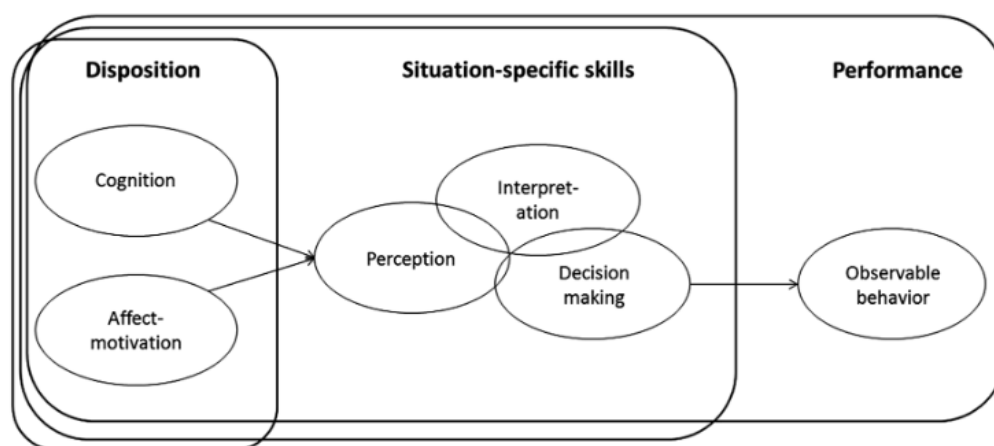 Disposition
Situation-specific skills
Performance
Cognition
Interpret-
ation
Perception
Decision
making
Observable
behavior
Affect-
motivation